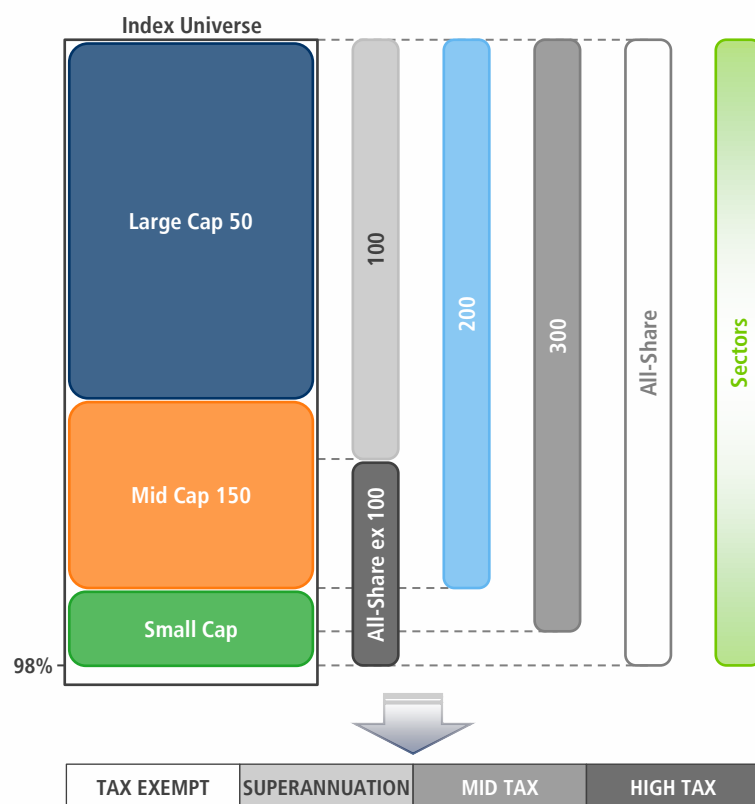 Index Universe
Large Cap 50
Mid Cap 150
Small Cap
98%
100
All-Share ex 100
200
300
All-Share
Sectors
TAX EXEMPT
SUPERANNUATION
MID TAX
HIGH TAX